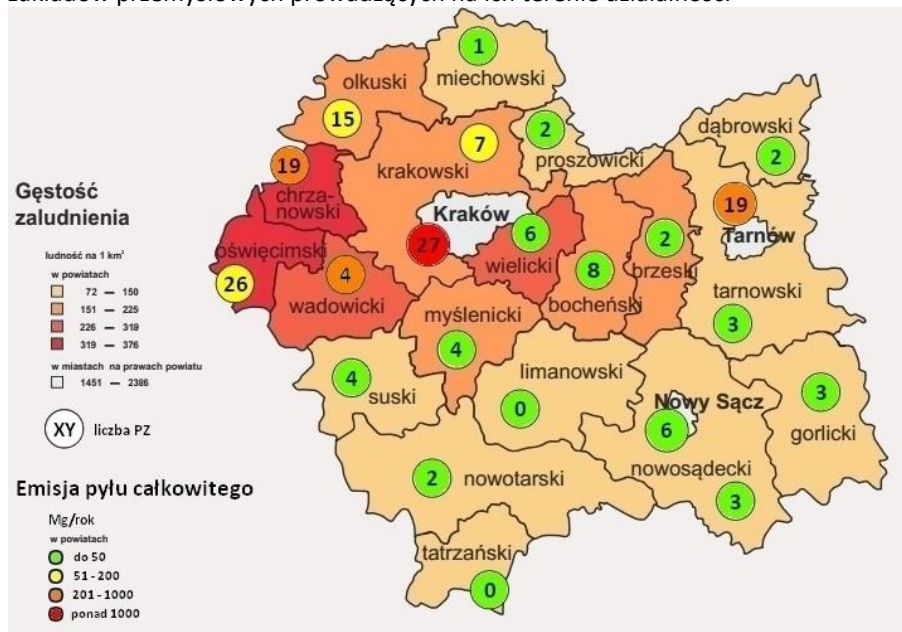 zakładów przemysłowych prowadzących na ich terenie działalność.
1
miechowski
olkuski
15
7
krakowski
2
proszowicki
dąbrowski
2
19
chrza-
nowski
Kraków
27
6
wielicki
8
bocheński
2
brzeski
19
Tarnów
tarnowski
3
oświęcimski
26
4
wadowicki
myślenicki
4
4
suski
limanowski
0
Nowy Sącz
6
nowosądecki
3
3
gorlicki
2
nowotarski
tatrzański
0
Gęstość
zaludnienia
ludność na 1 km²
w powiatach
72 — 150
151 — 225
226 — 319
319 — 376
w miastach na prawach powiatu
1451 — 2386
XY liczba PZ
Emisja pyłu całkowitego
Mg/rok
w powiatach
do 50
51 - 200
201 - 1000
ponad 1000